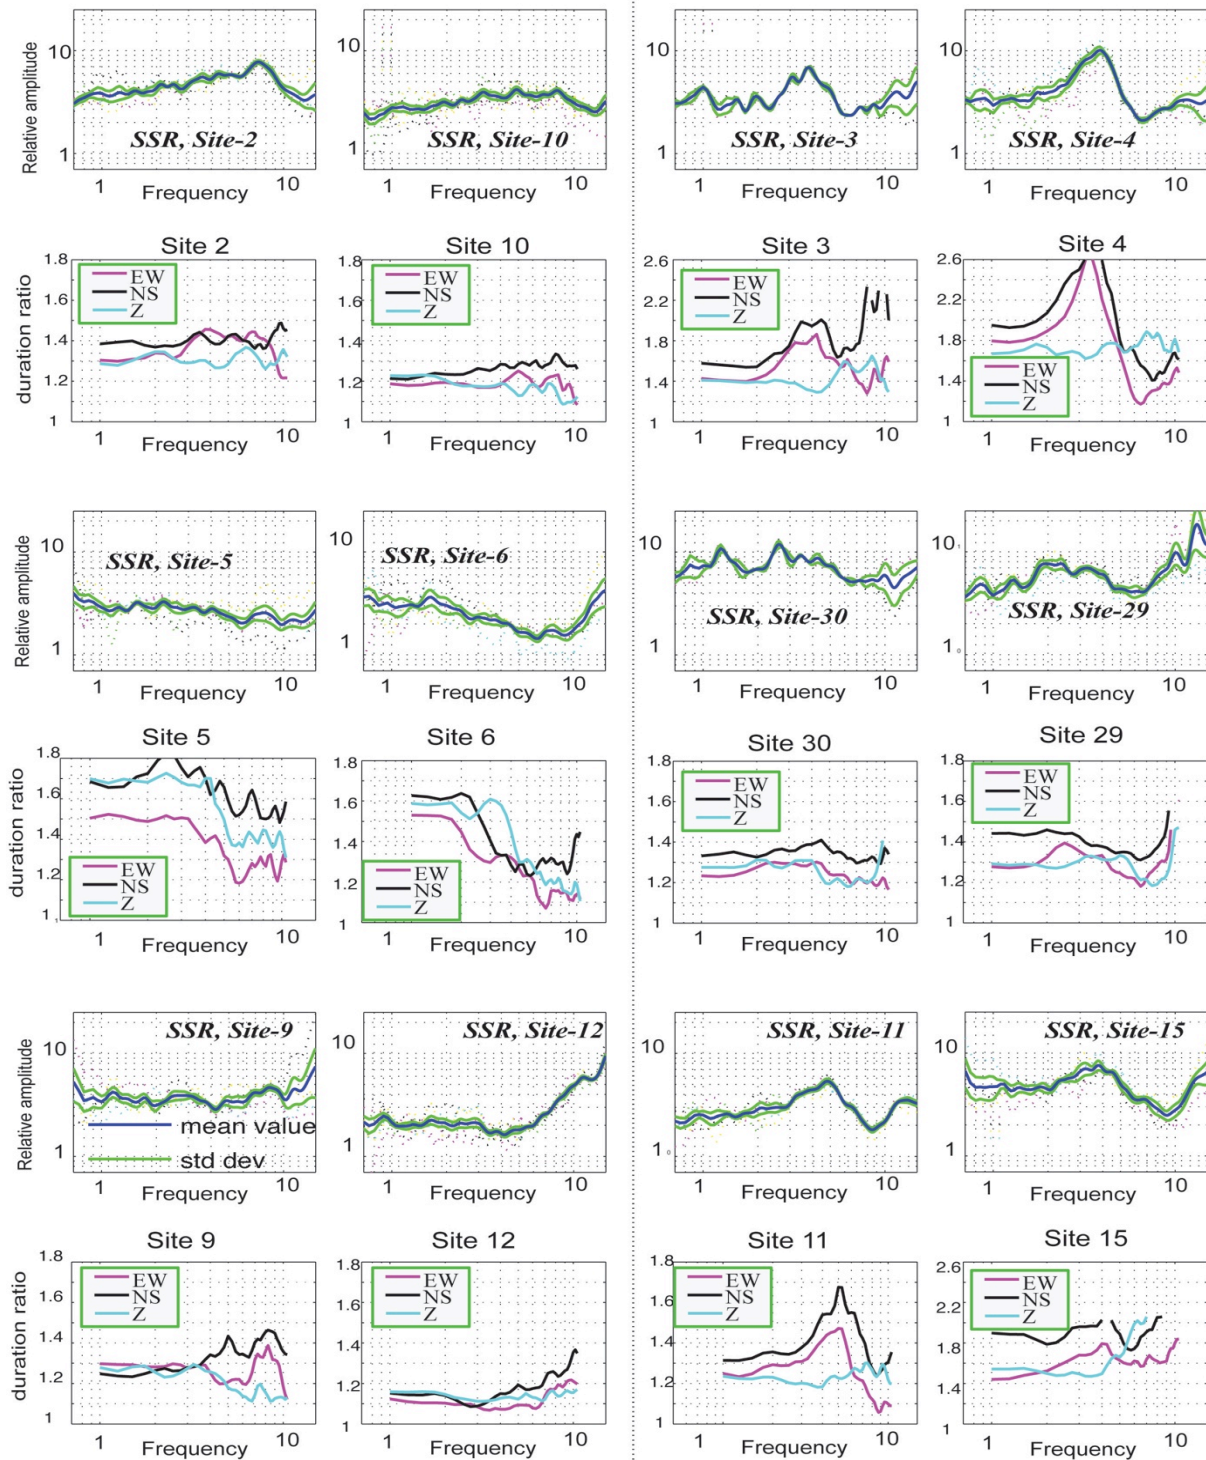 Relative amplitude
10
1
SSR, Site-2
1 Frequency 10
10
1
SSR, Site-10
1 Frequency 10
10
1
SSR, Site-3
1 Frequency 10
10
1
SSR, Site-4
1 Frequency 10
Site 2
duration ratio
1.8
1.6
1.4
1.2
1
EW
NS
Z
1 Frequency 10
Site 10
1.8
1.6
1.4
1.2
1
EW
NS
Z
1 Frequency 10
Site 3
2.6
2.2
1.8
1.4
1
EW
NS
Z
1 Frequency 10
Site 4
2.6
2.2
1.8
1.4
1
EW
NS
Z
1 Frequency 10
Relative amplitude
10
1
SSR, Site-5
1 Frequency 10
10
1
SSR, Site-6
1 Frequency 10
10
1
SSR, Site-30
1 Frequency 10
10
1
SSR, Site-29
1 Frequency 10
Site 5
duration ratio
1.8
1.6
1.4
1.2
1
EW
NS
Z
1 Frequency 10
Site 6
1.8
1.6
1.4
1.2
1
EW
NS
Z
1 Frequency 10
Site 30
1.8
1.6
1.4
1.2
1
EW
NS
Z
1 Frequency 10
Site 29
1.8
1.6
1.4
1.2
1
EW
NS
Z
1 Frequency 10
Relative amplitude
10
1
SSR, Site-9
mean value
std dev
1 Frequency 10
10
1
SSR, Site-12
1 Frequency 10
10
1
SSR, Site-11
1 Frequency 10
10
1
SSR, Site-15
1 Frequency 10
Site 9
duration ratio
1.8
1.6
1.4
1.2
1
EW
NS
Z
1 Frequency 10
Site 12
1.8
1.6
1.4
1.2
1
EW
NS
Z
1 Frequency 10
Site 11
1.8
1.6
1.4
1.2
1
EW
NS
Z
1 Frequency 10
Site 15
2.6
2.2
1.8
1.4
1
EW
NS
Z
1 Frequency 10